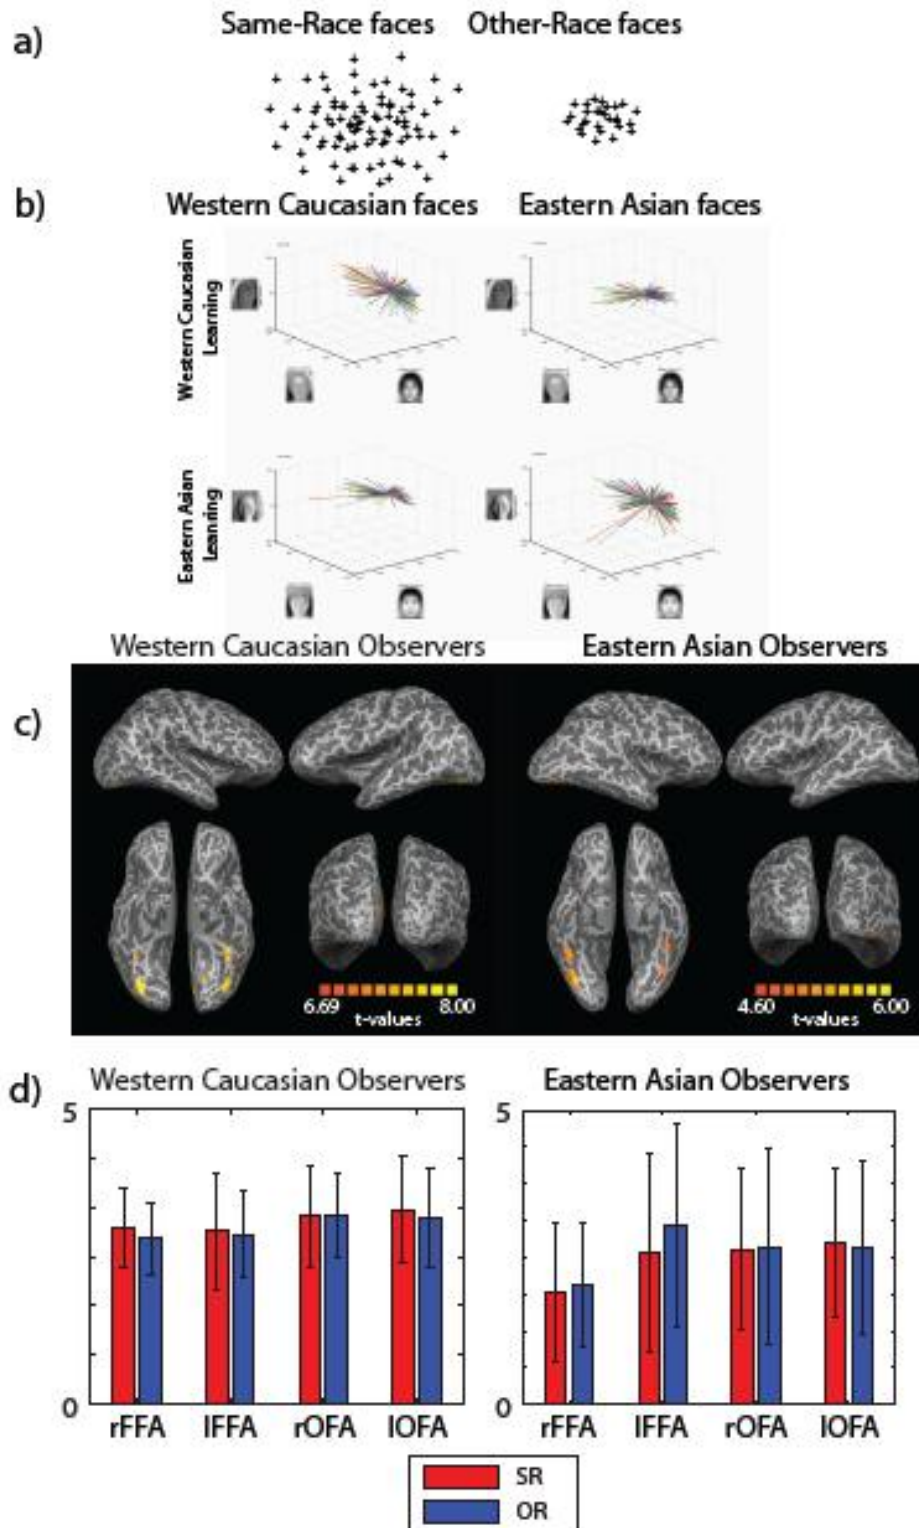 a)
Same-Race faces Other-Race faces
b)
Western Caucasian faces Eastern Asian faces
Western Caucasian
Learning
Eastern Asian
Leanring
Western Caucasian Observers Eastern Asian Observers
c)
6.69 8.00
t-values
4.60 6.00
t-values
d)
Western Caucasian Observers Eastern Asian Observers
5
0
rFFA lFFA rOFA lOFA
5
0
rFFA lFFA rOFA lOFA
SR
OR